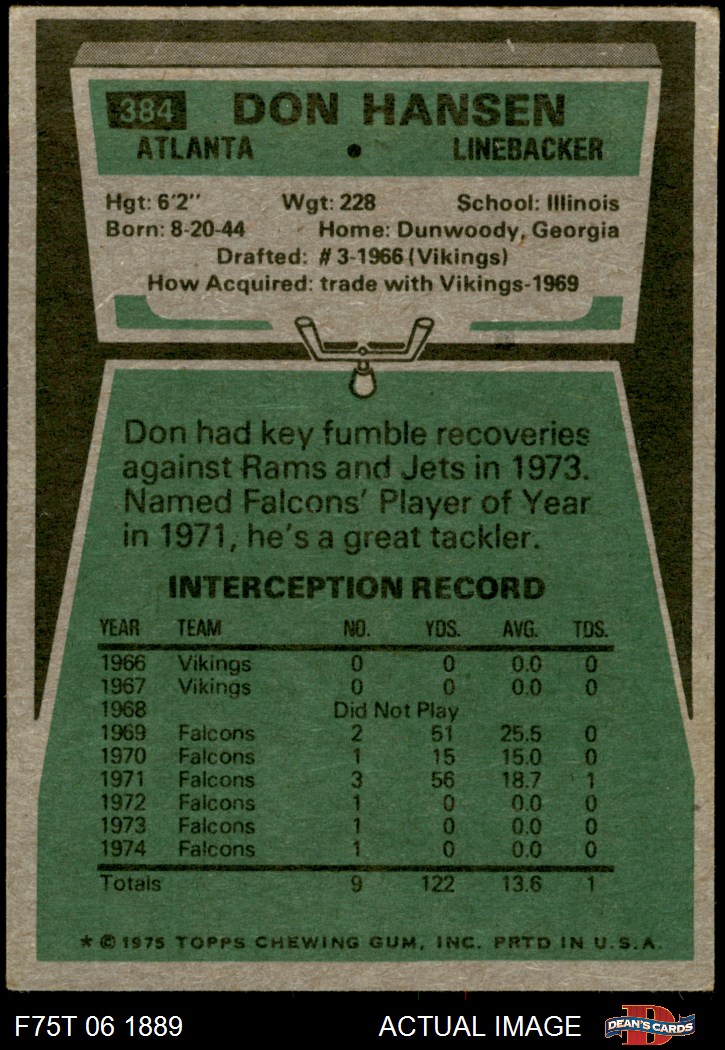 384 DON HANSEN
ATLANTA • LINEBACKER
Hgt: 6'2" Wgt: 228 School: Illinois
Born: 8-20-44 Home: Dunwoody, Georgia
Drafted: #3-1966 (Vikings)
How Acquired: trade with Vikings-1969
Don had key fumble recoveries
against Rams and Jets in 1973.
Named Falcons' Player of Year
in 1971, he's a great tackler.
INTERCEPTION RECORD
YEAR TEAM NO. YDS. AVG. TDS.
1966 Vikings 0 0 0.0 0
1967 Vikings 0 0 0.0 0
1968 Did Not Play
1969 Falcons 2 51 25.5 0
1970 Falcons 1 15 15.0 0
1971 Falcons 3 56 18.7 1
1972 Falcons 1 0 0.0 0
1973 Falcons 1 0 0.0 0
1974 Falcons 1 0 0.0 0
Totals 9 122 13.6 1
* © 1975 TOPPS CHEWING GUM, INC. PRTD IN U.S.A.
F75T 06 1889 ACTUAL IMAGE DEAN'S CARDS